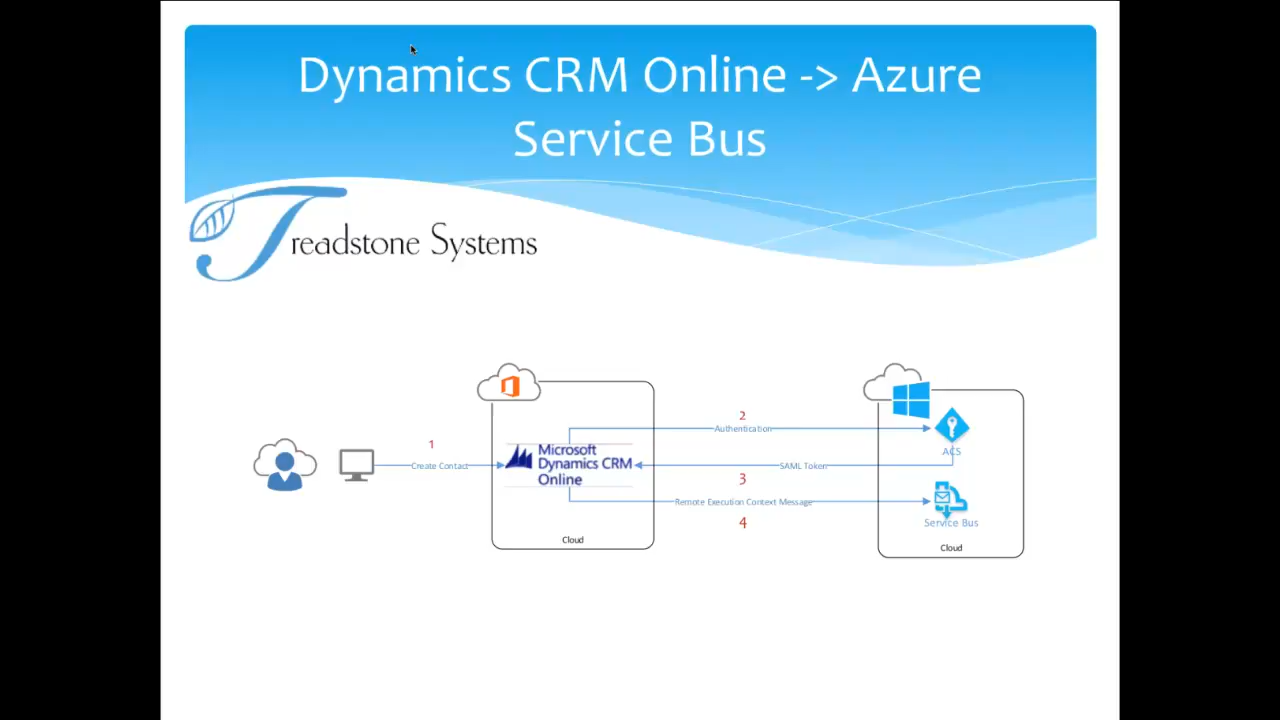 Dynamics CRM Online -> Azure
Service Bus
Treadstone Systems
1
Create Contact
Microsoft
Dynamics CRM
Online
Cloud
2
Authentication
SAML Token
3
Remote Execution Context Message
4
ACS
Service Bus
Cloud